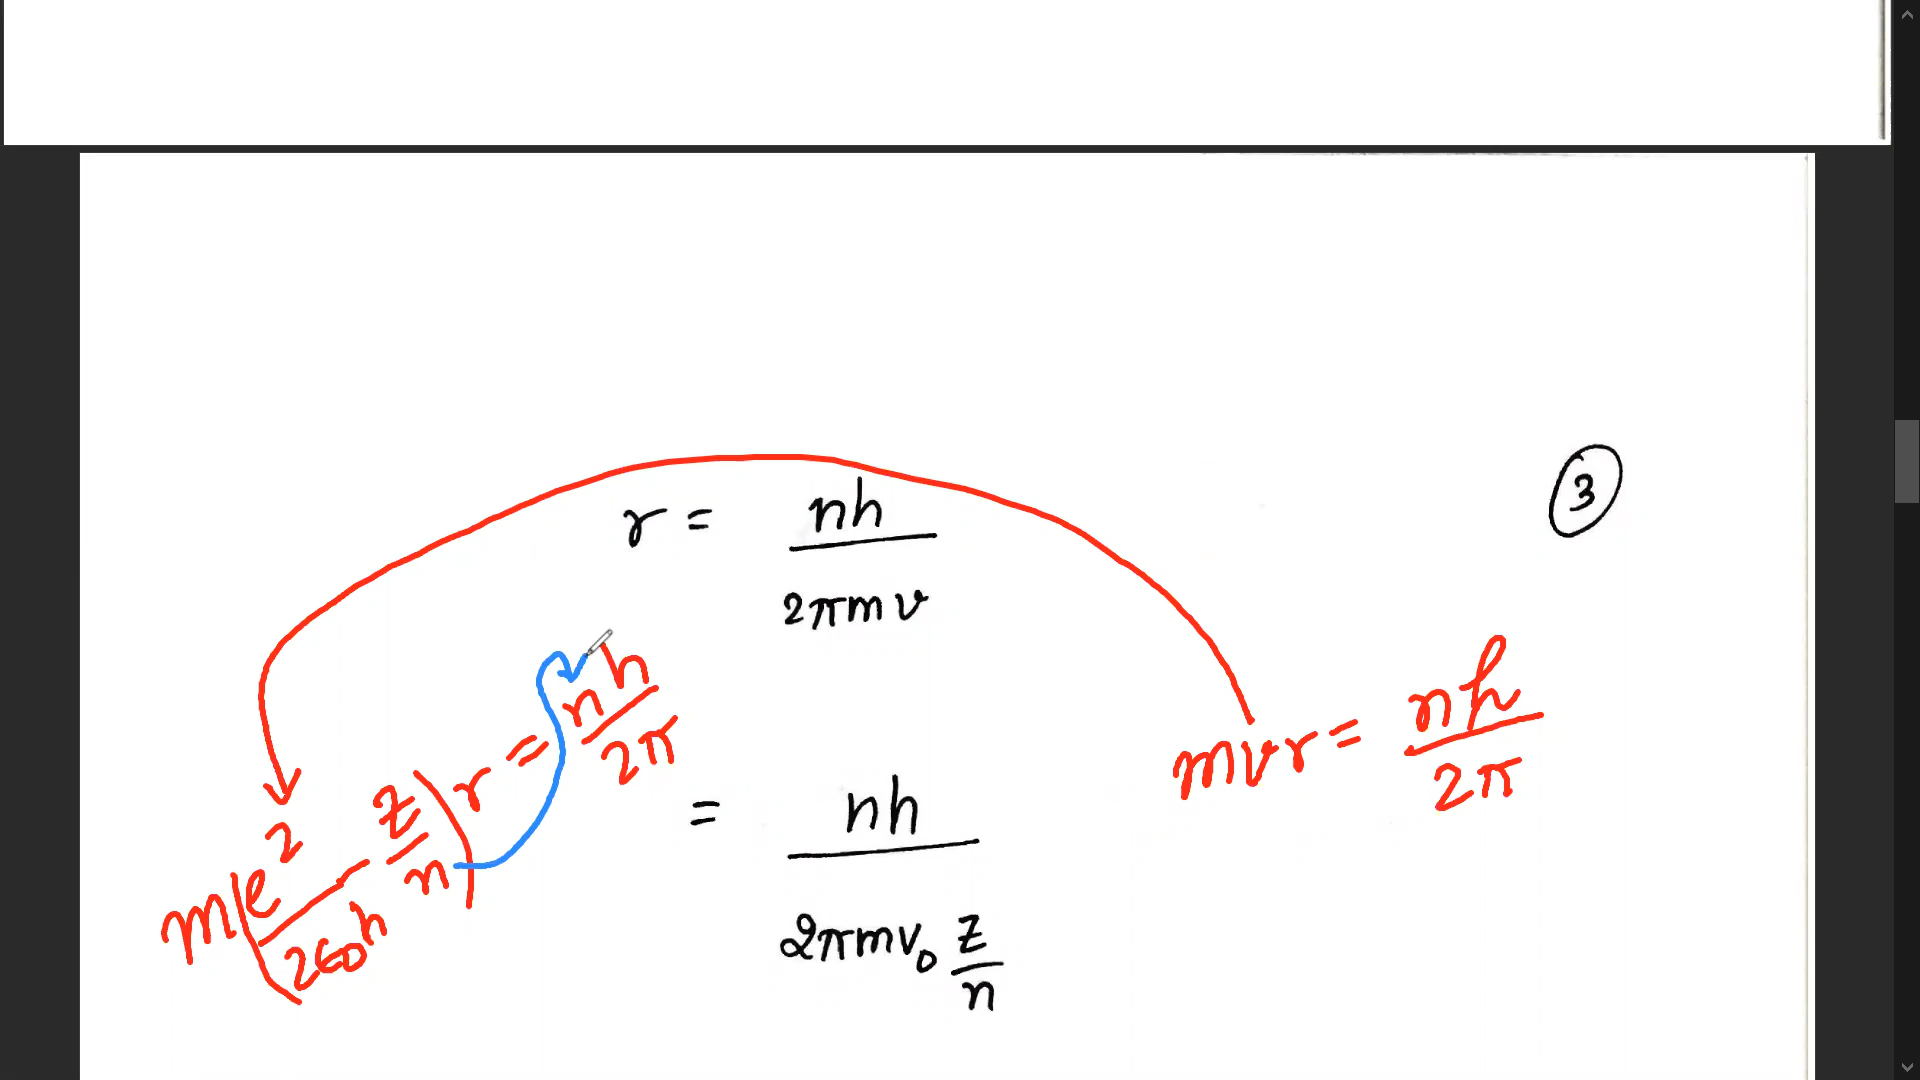 ③
r = nh / 2πmv
mvr = nh / 2π
m(e² / 2ϵ₀h z/n) r = nh / 2π
= nh / 2πmv₀ z/n